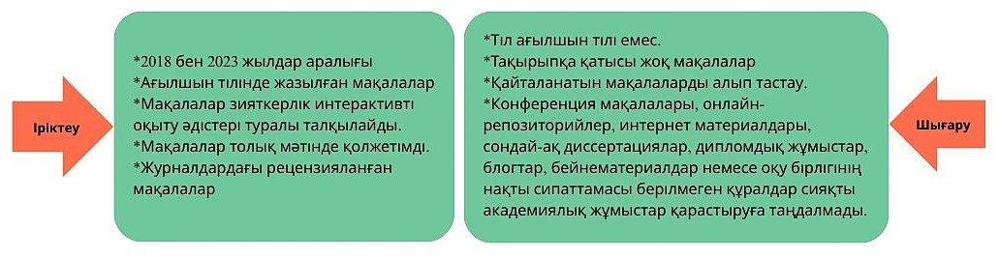 Іріктеу
*2018 бен 2023 жылдар аралығы
*Ағылшын тілінде жазылған мақалалар
*Мақалалар зияткерлік интерактивті
оқыту әдістері туралы талқылайды.
*Мақалалар толық мәтінде қолжетімді.
*Журналдардағы рецензияланған
мақалалар
*Тіл ағылшын тілі емес.
*Тақырыпқа қатысы жоқ мақалалар
*Қайталанатын мақалаларды алып тастау.
*Конференция мақалалары, онлайн-
репозиторийлер, интернет материалдары,
сондай-ақ диссертациялар, дипломдық жұмыстар,
блогтар, бейнематериалдар немесе оқу бірлігінің
нақты сипаттамасы берілмеген құралдар сияқты
академиялық жұмыстар қарастыруға таңдалмады.
Шығару